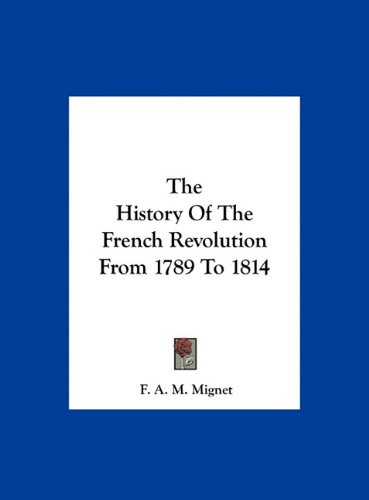 The
History Of The
French Revolution
From 1789 To 1814
F. A. M. Mignet